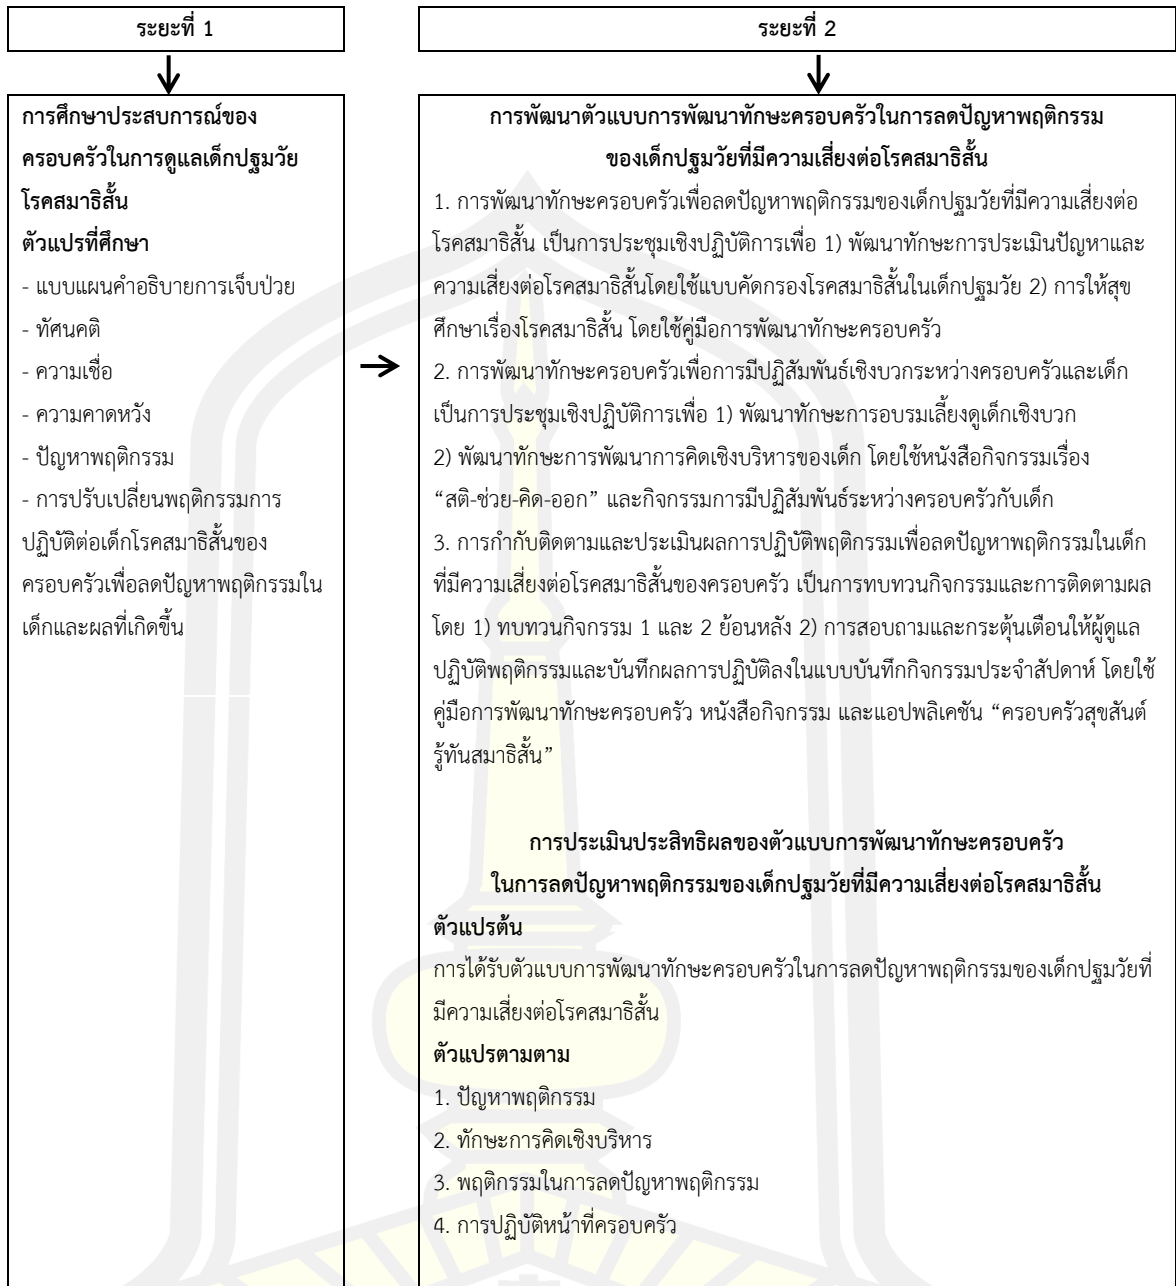 ระยะที่ 1
การศึกษาประสบการณ์ของ
ครอบครัวในการดูแลเด็กปฐมวัย
โรคสมาธิสั้น
ตัวแปรที่ศึกษา
- แบบแผนคำอธิบายการเจ็บป่วย
- ทัศนคติ
- ความเชื่อ
- ความคาดหวัง
- ปัญหาพฤติกรรม
- การปรับเปลี่ยนพฤติกรรมการ
ปฏิบัติต่อเด็กโรคสมาธิสั้นของ
ครอบครัวเพื่อลดปัญหาพฤติกรรมใน
เด็กและผลที่เกิดขึ้น
ระยะที่ 2
การพัฒนาตัวแบบการพัฒนาทักษะครอบครัวในการลดปัญหาพฤติกรรม
ของเด็กปฐมวัยที่มีความเสี่ยงต่อโรคสมาธิสั้น
1. การพัฒนาทักษะครอบครัวเพื่อลดปัญหาพฤติกรรมของเด็กปฐมวัยที่มีความเสี่ยงต่อ
โรคสมาธิสั้น เป็นการประชุมเชิงปฏิบัติการเพื่อ 1) พัฒนาทักษะการประเมินปัญหาและ
ความเสี่ยงต่อโรคสมาธิสั้นโดยใช้แบบคัดกรองโรคสมาธิสั้นในเด็กปฐมวัย 2) การให้สุข
ศึกษาเรื่องโรคสมาธิสั้น โดยใช้คู่มือการพัฒนาทักษะครอบครัว
2. การพัฒนาทักษะครอบครัวเพื่อการมีปฏิสัมพันธ์เชิงบวกระหว่างครอบครัวและเด็ก
เป็นการประชุมเชิงปฏิบัติการเพื่อ 1) พัฒนาทักษะการอบรมเลี้ยงดูเด็กเชิงบวก
2) พัฒนาทักษะการพัฒนาการคิดเชิงบริหารของเด็ก โดยใช้หนังสือกิจกรรมเรื่อง
“สติ-ช่วย-คิด-ออก” และกิจกรรมการมีปฏิสัมพันธ์ระหว่างครอบครัวกับเด็ก
3. การกำกับติดตามและประเมินผลการปฏิบัติพฤติกรรมเพื่อลดปัญหาพฤติกรรมในเด็ก
ที่มีความเสี่ยงต่อโรคสมาธิสั้นของครอบครัว เป็นการทบทวนกิจกรรมและการติดตามผล
โดย 1) ทบทวนกิจกรรม 1 และ 2 ย้อนหลัง 2) การสอบถามและกระตุ้นเตือนให้ผู้ดูแล
ปฏิบัติพฤติกรรมและบันทึกผลการปฏิบัติลงในแบบบันทึกกิจกรรมประจำสัปดาห์ โดยใช้
คู่มือการพัฒนาทักษะครอบครัว หนังสือกิจกรรม และแอปพลิเคชัน “ครอบครัวสุขสันต์
รู้ทันสมาธิสั้น”
การประเมินประสิทธิผลของตัวแบบการพัฒนาทักษะครอบครัว
ในการลดปัญหาพฤติกรรมของเด็กปฐมวัยที่มีความเสี่ยงต่อโรคสมาธิสั้น
ตัวแปรต้น
การได้รับตัวแบบการพัฒนาทักษะครอบครัวในการลดปัญหาพฤติกรรมของเด็กปฐมวัยที่
มีความเสี่ยงต่อโรคสมาธิสั้น
ตัวแปรตามตาม
1. ปัญหาพฤติกรรม
2. ทักษะการคิดเชิงบริหาร
3. พฤติกรรมในการลดปัญหาพฤติกรรม
4. การปฏิบัติหน้าที่ครอบครัว